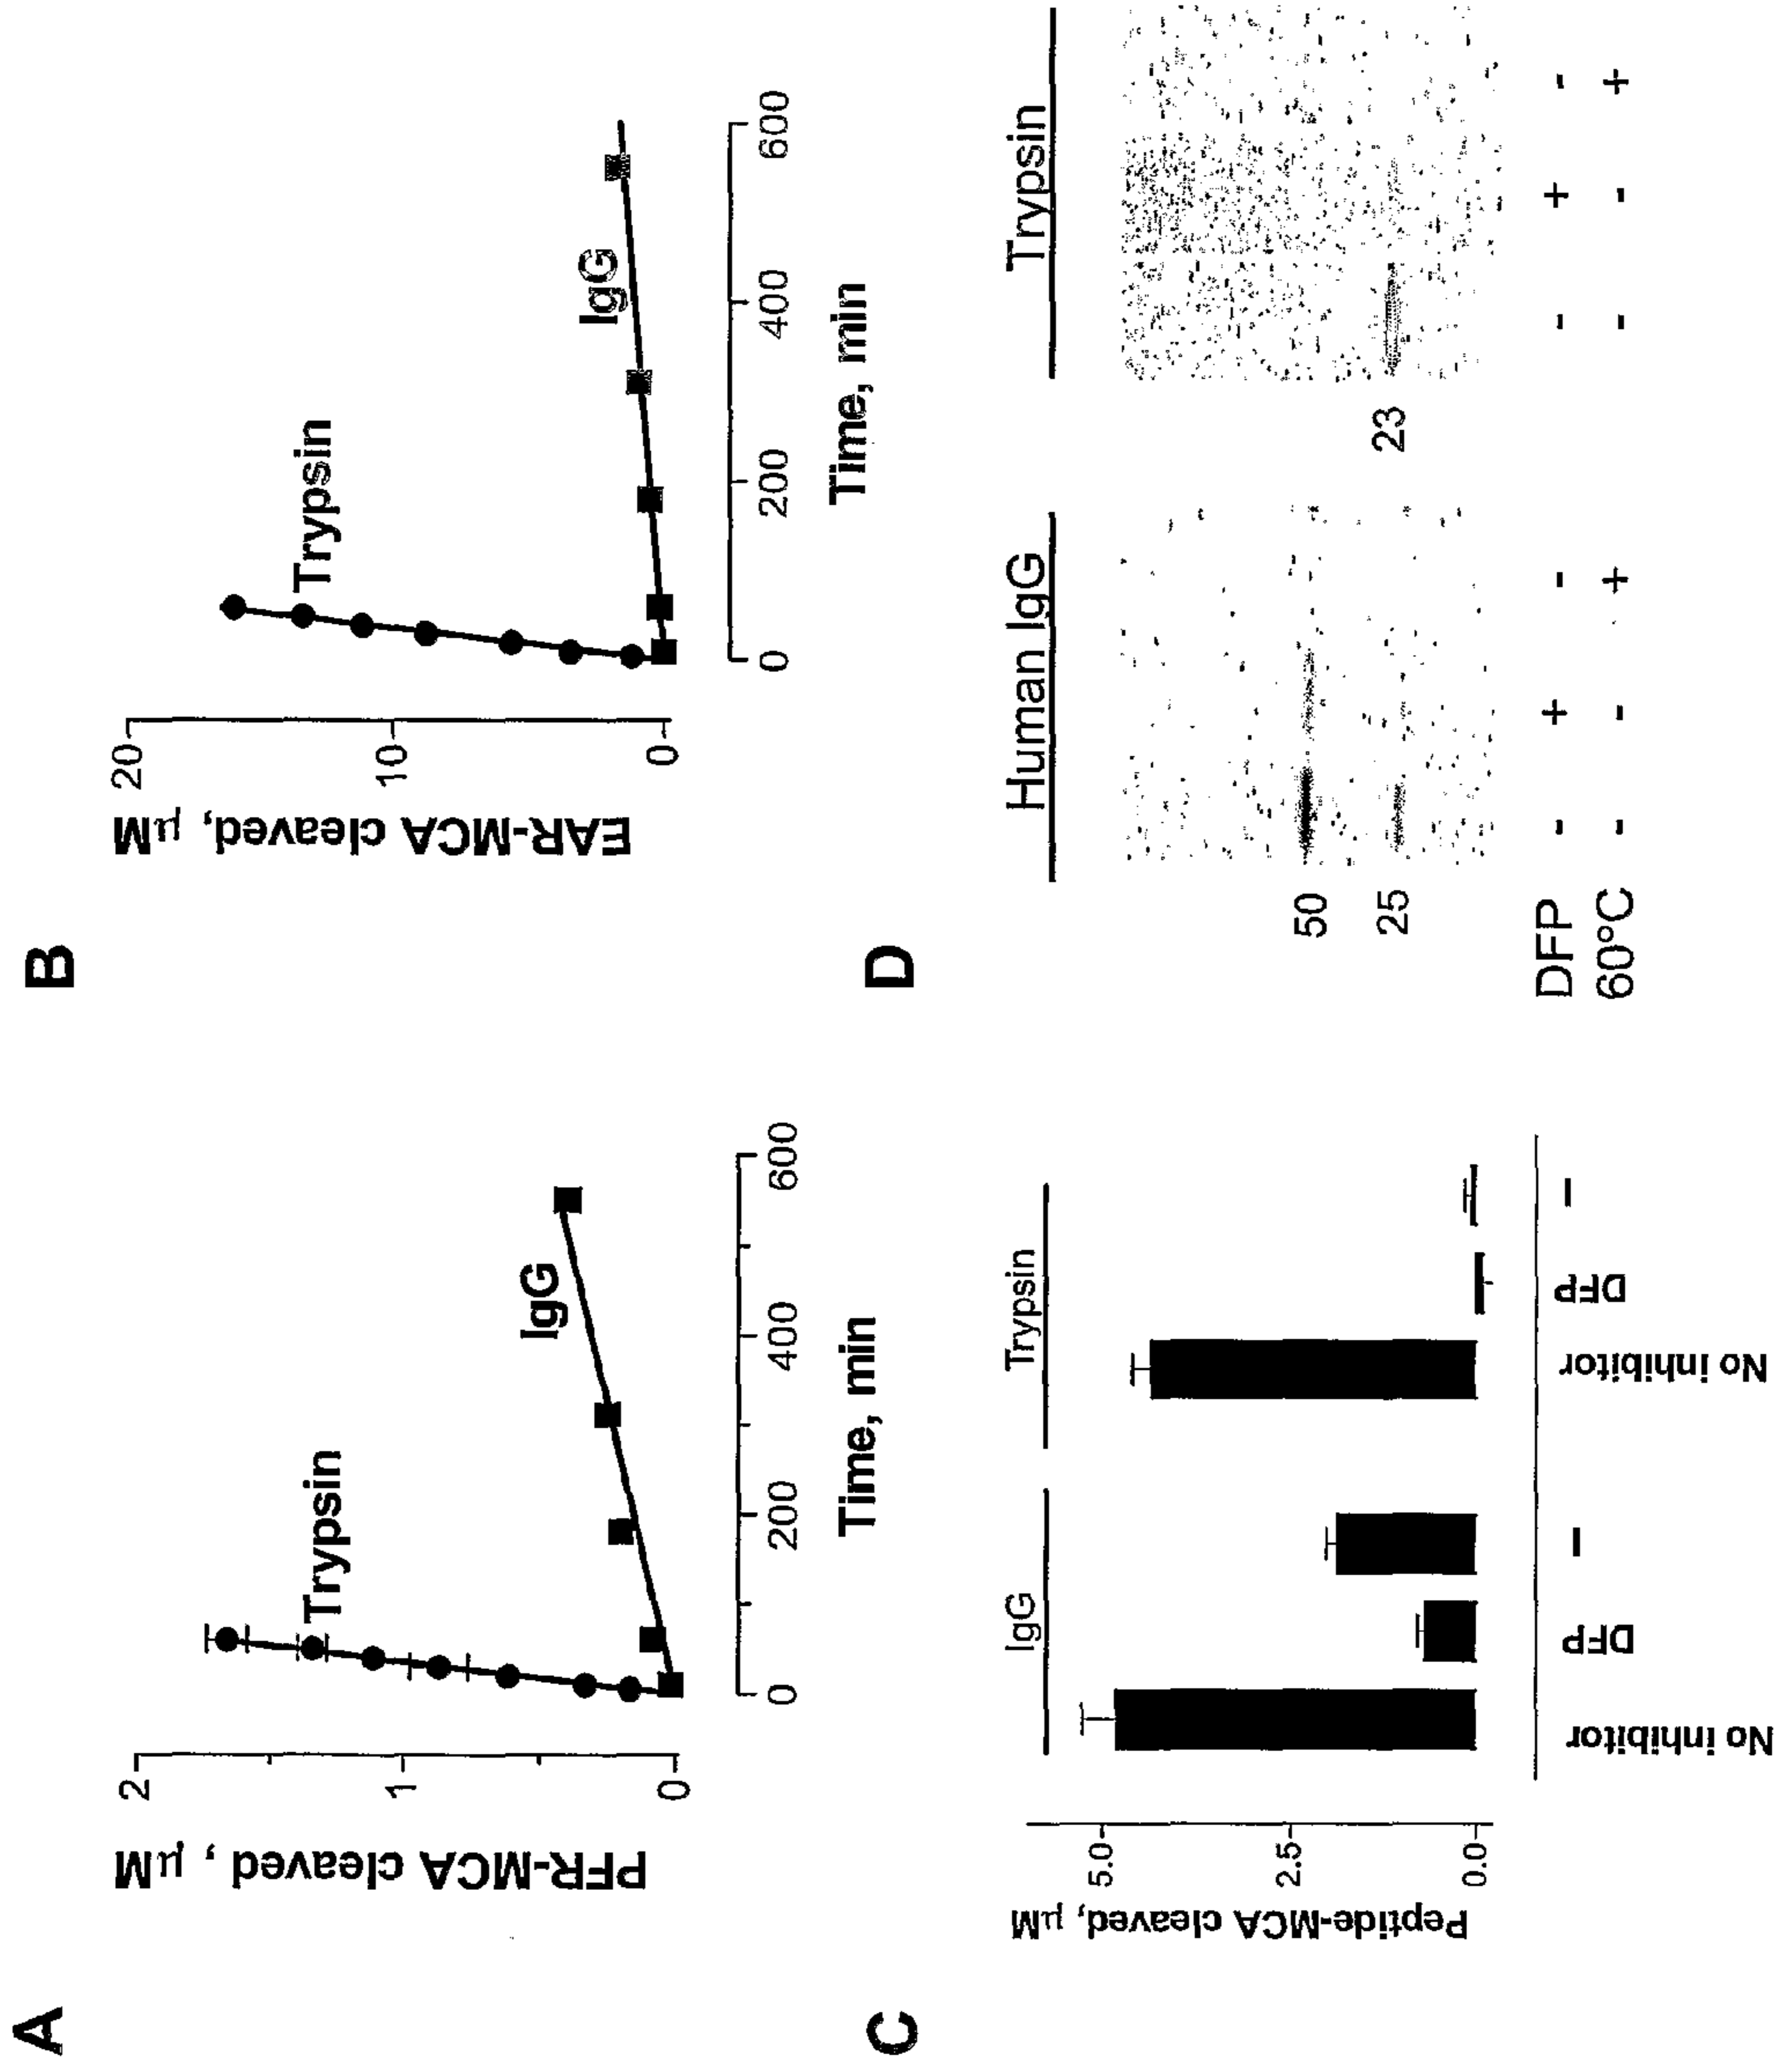 A
PFR-MCA cleaved , μM
2
1
0
Trypsin
IgG
0 200 400 600
Time, min
B
EAR-MCA cleaved, μM
20
10
0
Trypsin
IgG
0 200 400 600
Time, min
C
Peptide-MCA cleaved, μM
5.0
2.5
0.0
IgG Trypsin
No inhibitor DFP I No inhibitor DFP I
D
Human IgG Trypsin
50
25 23
DFP - + - - + -
60°C - - + - - +